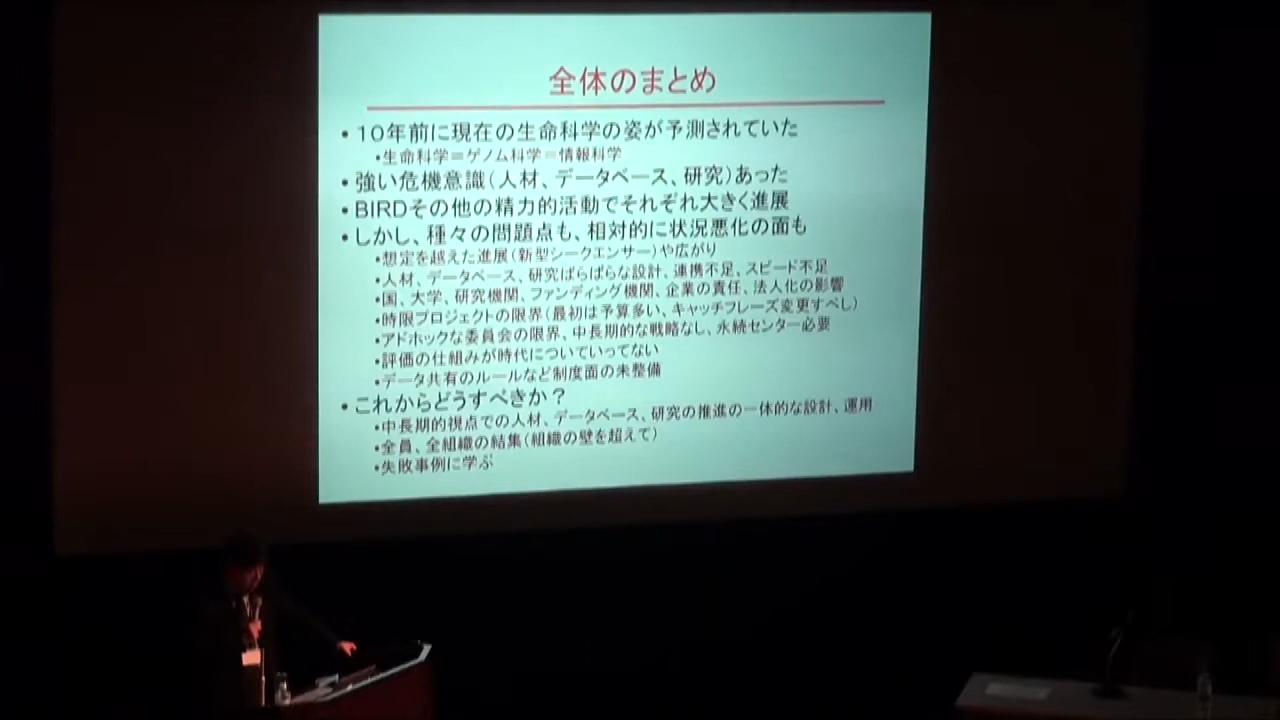 全体のまとめ
•10年前に現在の生命科学の姿が予測されていた
•生命科学＝ゲノム科学＝情報科学
•強い危機意識（人材、データベース、研究）あった
•BIRDその他の精力的活動でそれぞれ大きく進展
•しかし、種々の問題点も、相対的に状況悪化の面も
•想定を越えた進展（新型シークエンサー）や広がり
•人材、データベース、研究ばらばらな設計、連携不足、スピード不足
•国、大学、研究機関、ファンディング機関、企業の責任、法人化の影響
•時限プロジェクトの限界（最初は予算多い、キャッチフレーズ変更すべし）
•アドホックな委員会の限界、中長期的な戦略なし、永続センター必要
•評価の仕組みが時代についていってない
•データ共有のルールなど制度面の未整備
•これからどうすべきか？
•中長期的視点での人材、データベース、研究の推進の一体的な設計、運用
•全員、全組織の結集（組織の壁を超えて）
•失敗事例に学ぶ